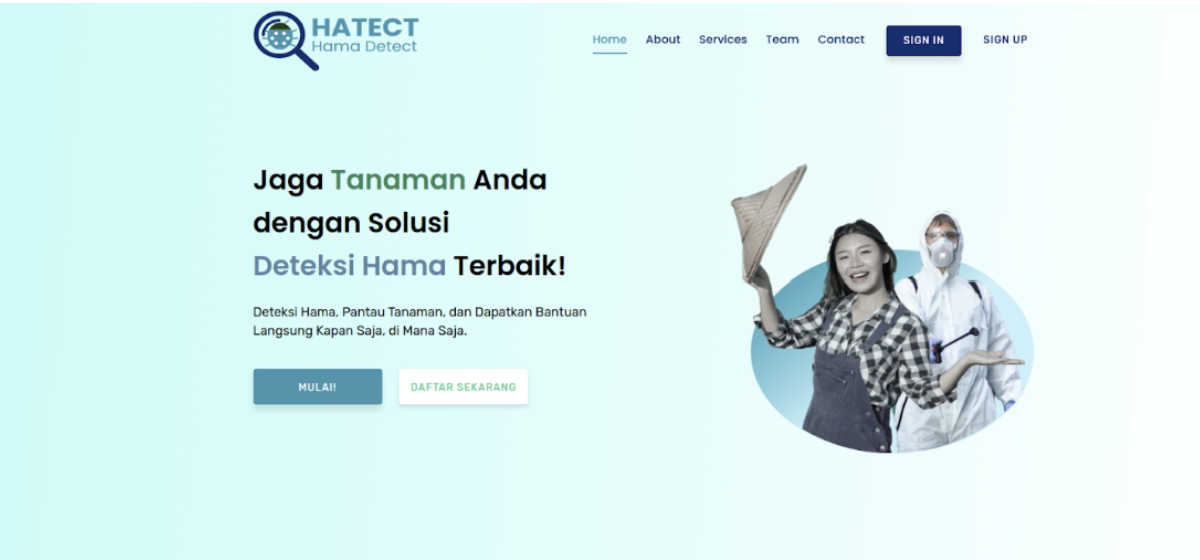 HATECT
Hama Detect
Home About Services Team Contact SIGN IN SIGN UP
Jaga Tanaman Anda
dengan Solusi
Deteksi Hama Terbaik!
Deteksi Hama, Pantau Tanaman, dan Dapatkan Bantuan
Langsung Kapan Saja, di Mana Saja.
MULAI! DAFTAR SEKARANG